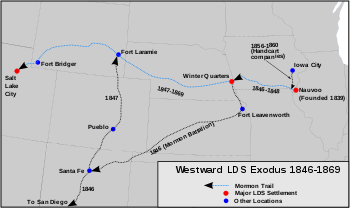 1856-1860
(Handcart
companies)
Fort Laramie
Iowa City
Fort Bridger
Salt
Lake
City
Winter Quarters
1847-1869
1846-1848
Nauvoo
(Founded 1839)
1847
Fort Leavenworth
Pueblo
1846 (Mormon Battalion)
Santa Fe
1846
To San Diego
Westward LDS Exodus 1846-1869
Mormon Trail
Major LDS Settlement
Other Locations